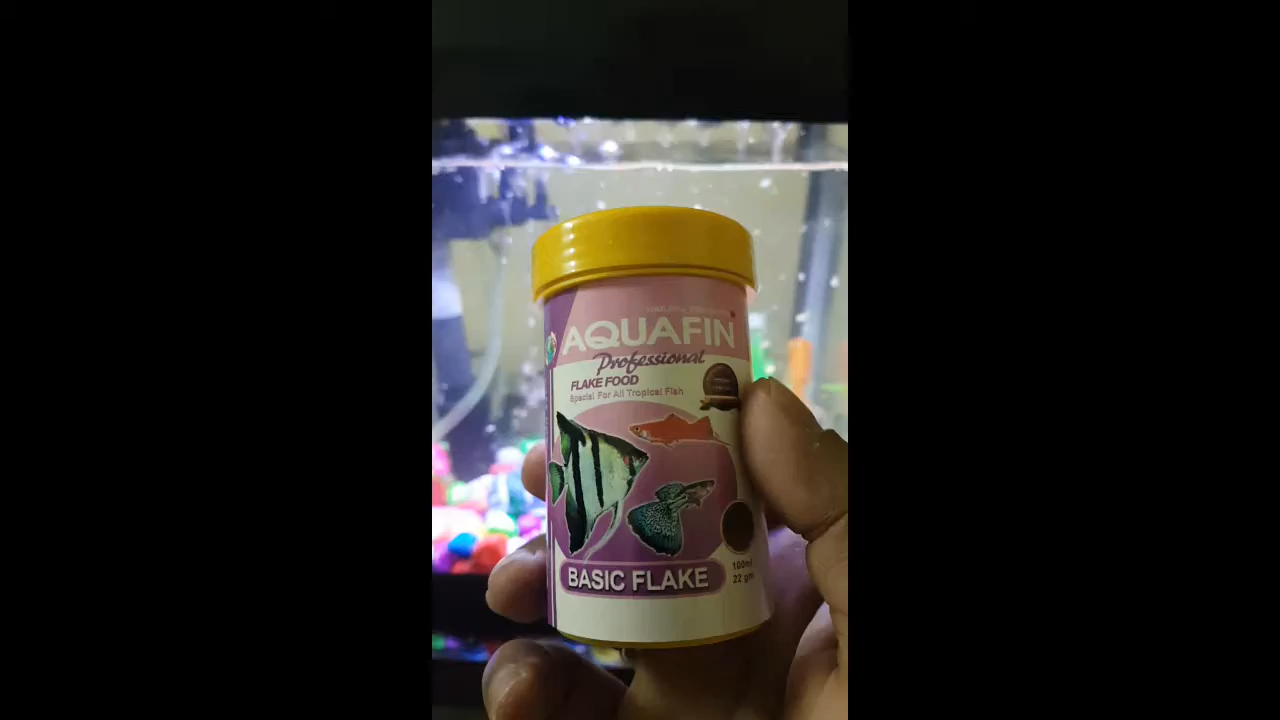 AQUAFIN
Professional
FLAKE FOOD
Special For All Tropical Fish
BASIC FLAKE
100ml
22 gm